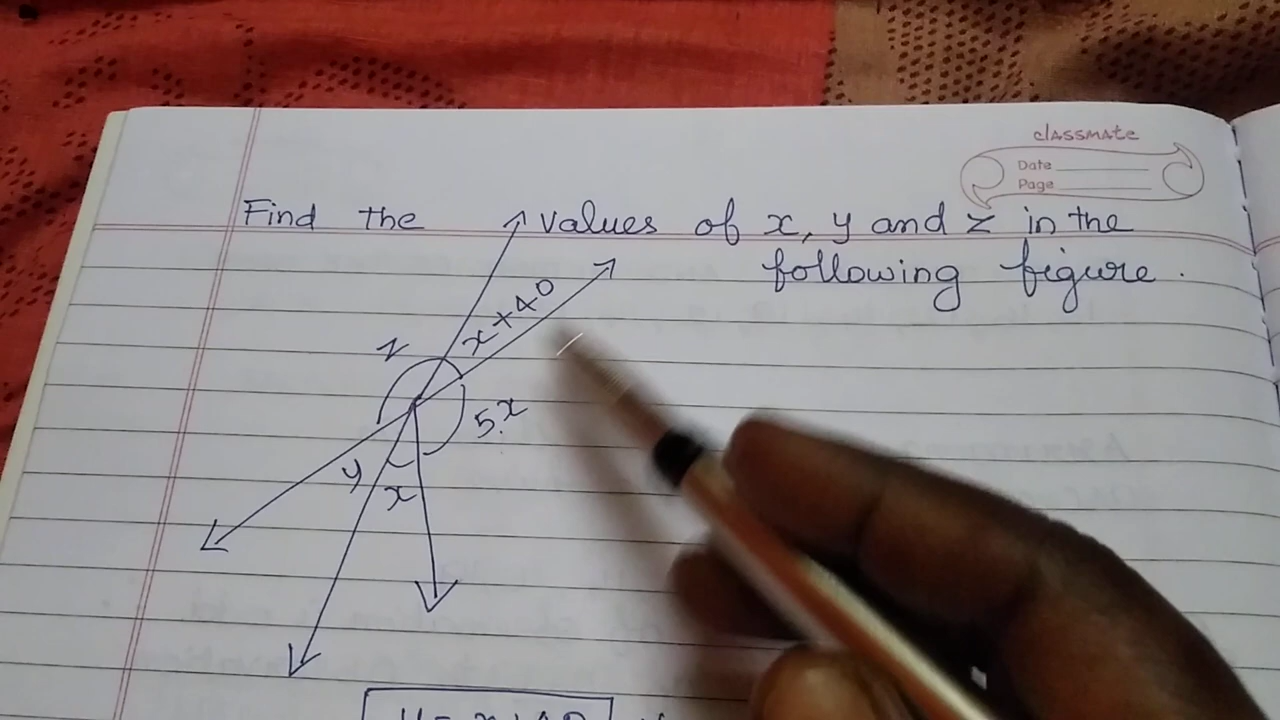 classmate
Date
Page
Find the values of x, y and z in the
following figure.
x+40
z
5x
y
x